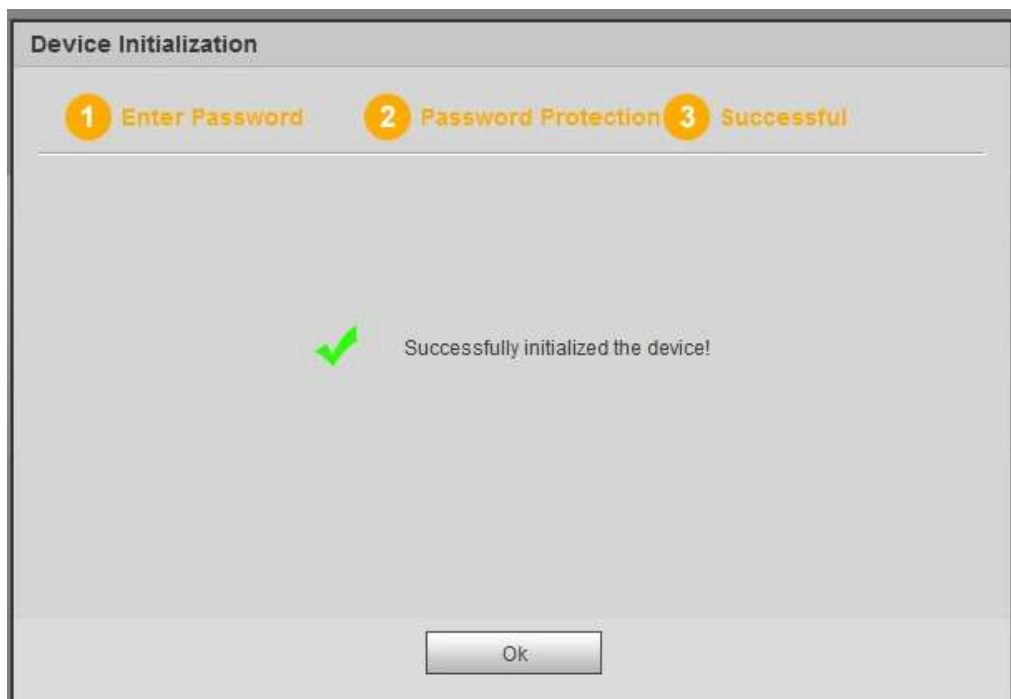 Device Initialization
1 Enter Password 2 Password Protection 3 Successful
Successfully initialized the device!
Ok